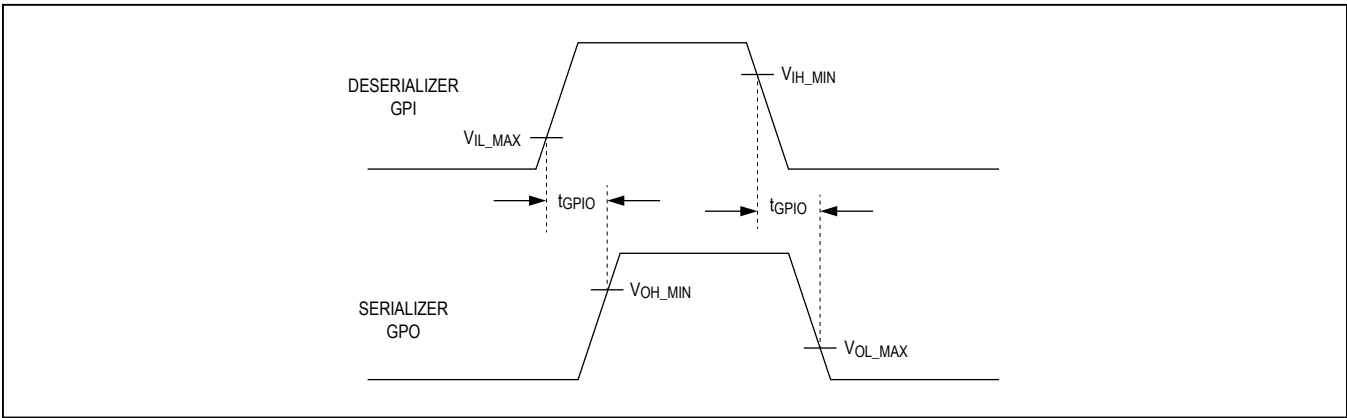 DESERIALIZER
GPI
VIH_MIN
VIL_MAX
tGPIO
tGPIO
SERIALIZER
GPO
VOH_MIN
VOL_MAX